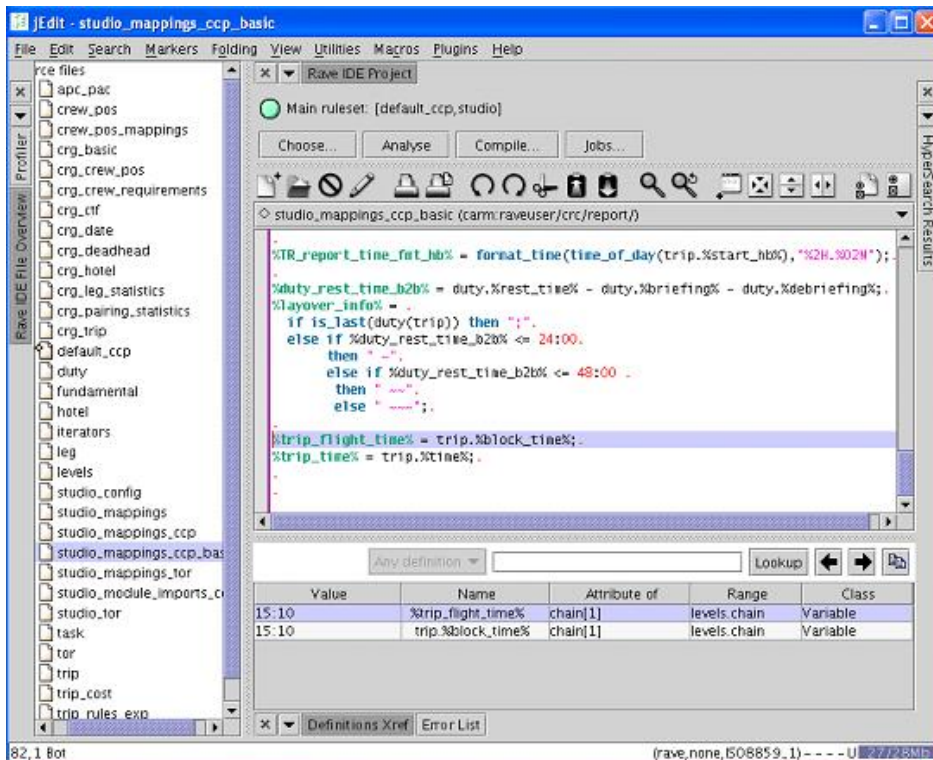 jEdit - studio_mappings_ccp_basic
File Edit Search Markers Folding View Utilities Macros Plugins Help
rce files
apc_pac
crew_pos
crew_pos_mappings
crg_basic
crg_crew_pos
crg_crew_requirements
crg_ctf
crg_date
crg_deadhead
crg_hotel
crg_leg_statistics
crg_pairing_statistics
crg_trip
default_ccp
duty
fundamental
hotel
iterators
leg
levels
studio_config
studio_mappings
studio_mappings_ccp
studio_mappings_ccp_bas
studio_mappings_tor
studio_module_imports_c
studio_tor
task
tor
trip
trip_cost
trip_rules_exp
Profiler
Rave IDE File Overview
Rave IDE Project
Main ruleset: [default_ccp,studio]
Choose... Analyse Compile... Jobs...
studio_mappings_ccp_basic (carm:raveuser/crc/report/)
.
%TR_report_time_fmt_hb% = format_time(time_of_day(trip.%start_hb%),"%2H.%02M");.
%duty_rest_time_b2b% = duty.%rest_time% - duty.%briefing% - duty.%debriefing%;.
%layover_info% = .
if is_last(duty(trip)) then ";".
else if %duty_rest_time_b2b% <= 24:00.
then " ~".
else if %duty_rest_time_b2b% <= 48:00 .
then " ~~".
else " ~~~";.
.
%trip_flight_time% = trip.%block_time%;.
%trip_time% = trip.%time%;.
.
.
Any definition Lookup
Value Name Attribute of Range Class
15:10 %trip_flight_time% chain[1] levels.chain Variable
15:10 trip.%block_time% chain[1] levels.chain Variable
Definitions Xref Error List
HyperSearch Results
82,1 Bot (rave,none,ISO8859_1) - - - - U 27/28Mb